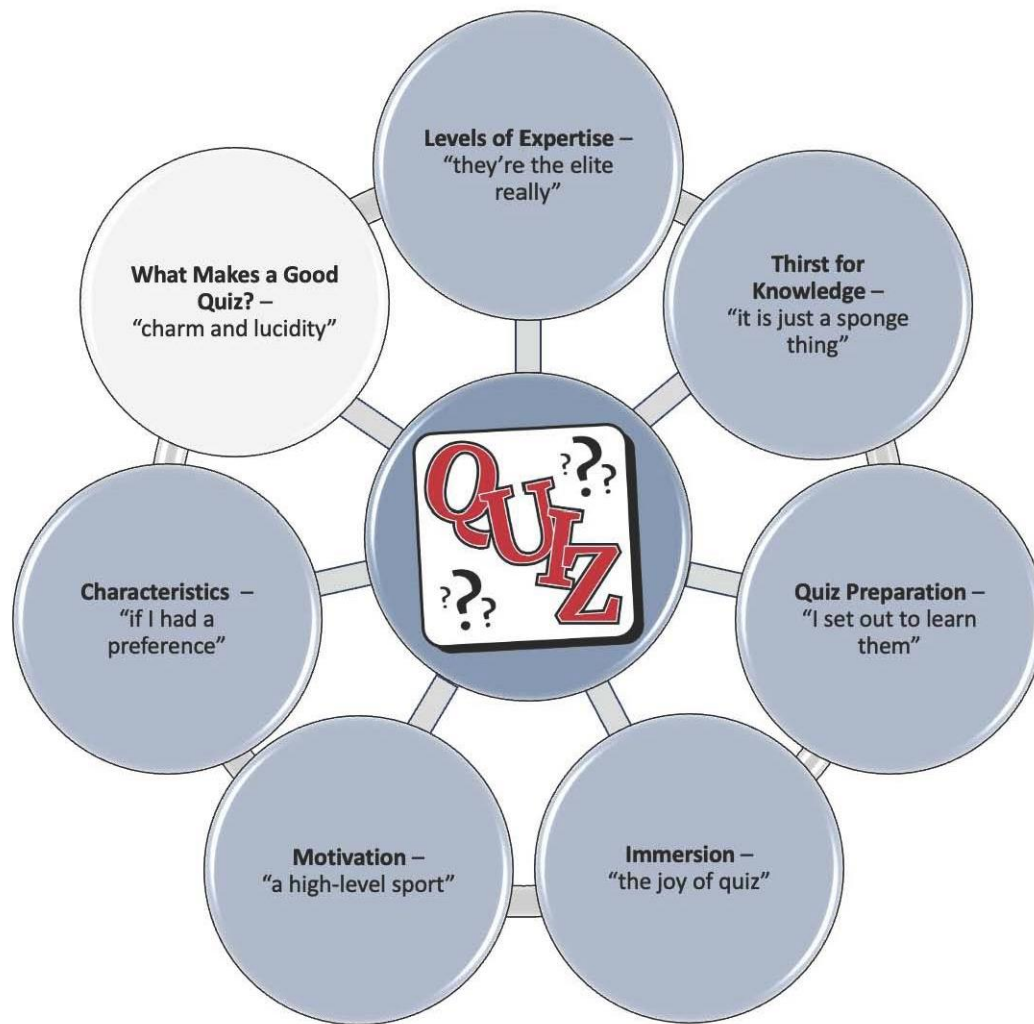 Levels of Expertise –
“they’re the elite
really”
Thirst for
Knowledge –
“it is just a sponge
thing”
Quiz Preparation –
“I set out to learn
them”
Immersion –
“the joy of quiz”
Motivation –
“a high-level sport”
Characteristics –
“if I had a
preference”
What Makes a Good
Quiz? –
“charm and lucidity”
QUIZ
???
???